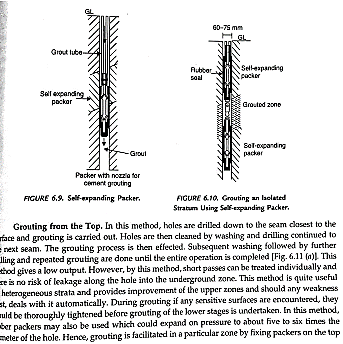 GL
Grout tube
Self expanding
packer
Grout
Packer with nozzle for
cement grouting
FIGURE 6.9. Self-expanding Packer.
60-75 mm
GL
Rubber
seal
Self-expanding
packer
Grouted zone
Self-expanding
packer
FIGURE 6.10. Grouting an Isolated
Stratum Using Self-expanding Packer.
Grouting from the Top. In this method, holes are drilled down to the seam closest to the
rface and grouting is carried out. Holes are then cleaned by washing and drilling continued to
next seam. The grouting process is then effected. Subsequent washing followed by further
lling and repeated grouting are done until the entire operation is completed [Fig. 6.11 (a)]. This
thod gives a low output. However, by this method, short passes can be treated individually and
ere is no risk of leakage along the hole into the underground zone. This method is quite useful
heterogeneous strata and provides improvement of the upper zones and should any weakness
st, deals with it automatically. During grouting if any sensitive surfaces are encountered, they
ould be thoroughly tightened before grouting of the lower stages is undertaken. In this method,
ber packers may also be used which could expand on pressure to about five to six times the
meter of the hole. Hence, grouting is facilitated in a particular zone by fixing packers on the top